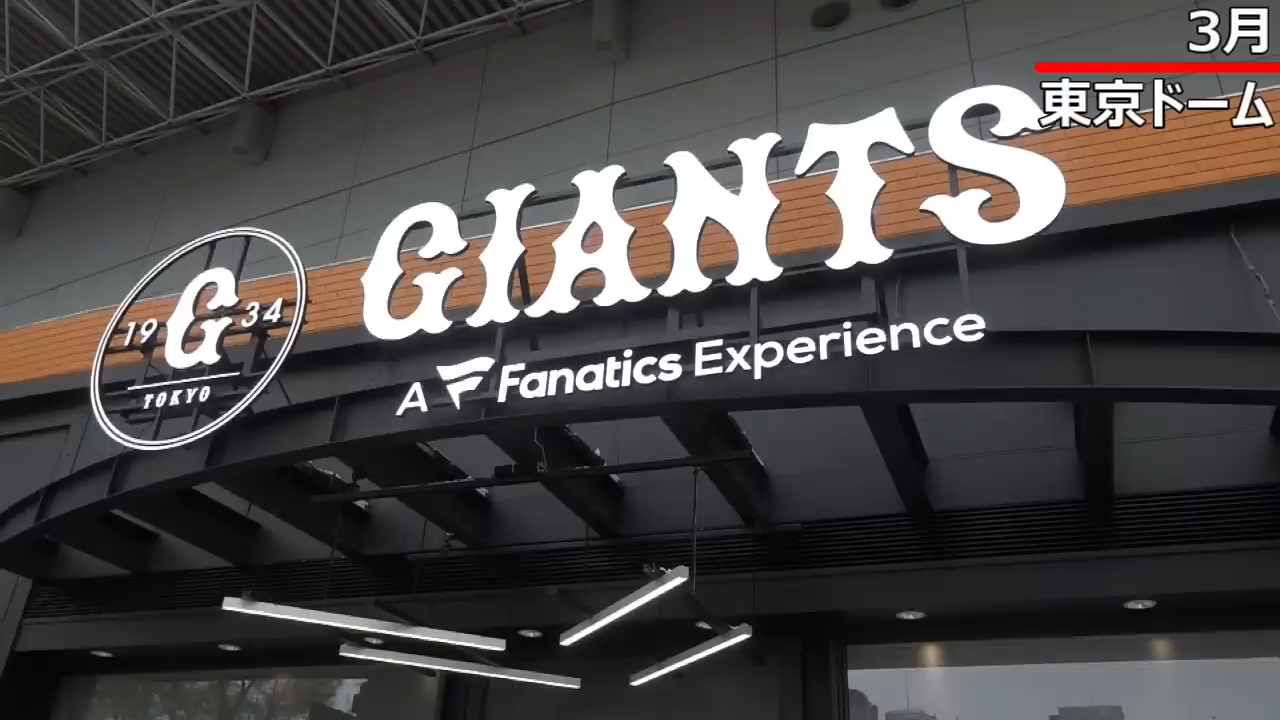 3月
東京ドーム
GIANTS
19 G 34
TOKYO
A Fanatics Experience